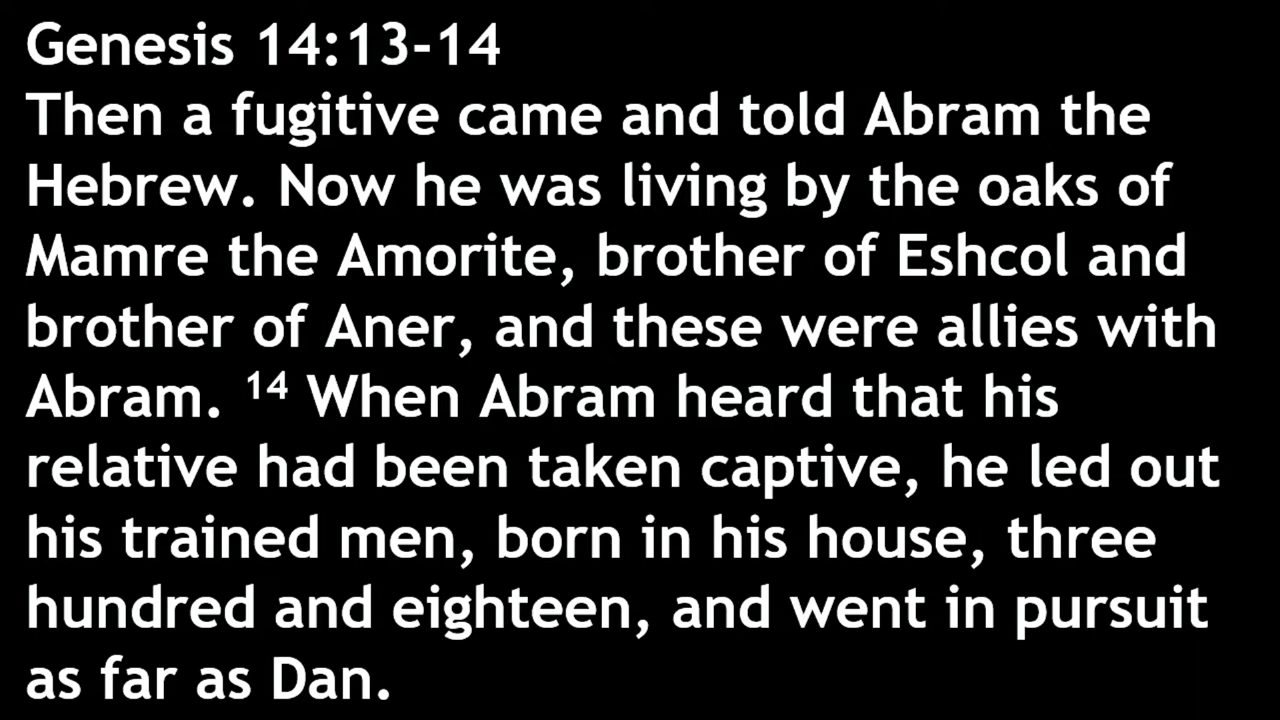 Genesis 14:13-14
Then a fugitive came and told Abram the
Hebrew. Now he was living by the oaks of
Mamre the Amorite, brother of Eshcol and
brother of Aner, and these were allies with
Abram. 14 When Abram heard that his
relative had been taken captive, he led out
his trained men, born in his house, three
hundred and eighteen, and went in pursuit
as far as Dan.